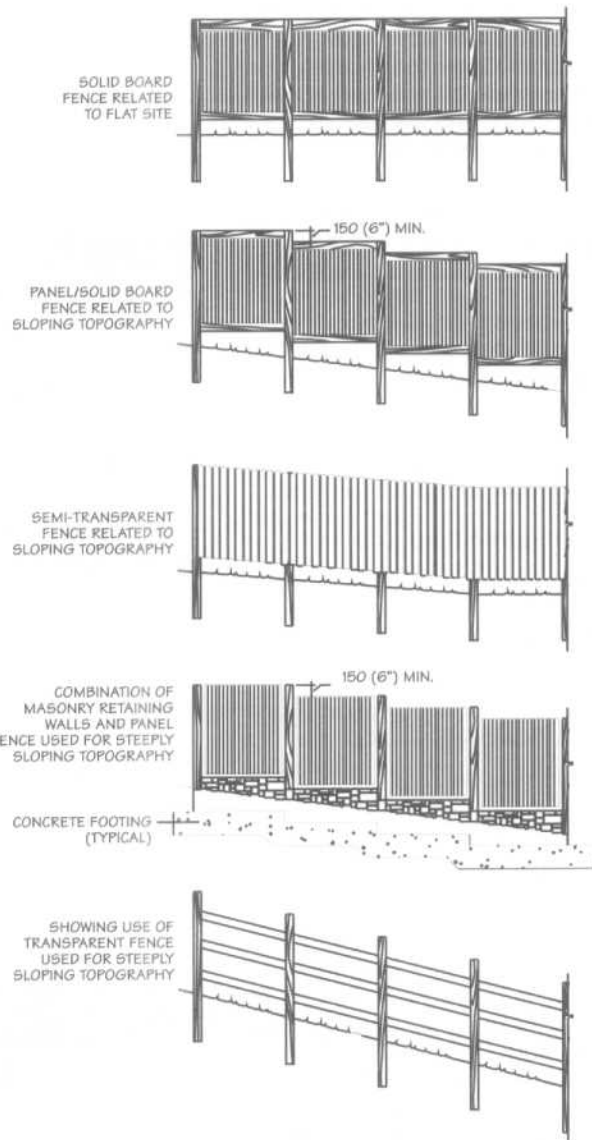 SOLID BOARD
FENCE RELATED
TO FLAT SITE
150 (6") MIN.
PANEL/SOLID BOARD
FENCE RELATED TO
SLOPING TOPOGRAPHY
SEMI-TRANSPARENT
FENCE RELATED TO
SLOPING TOPOGRAPHY
150 (6") MIN.
COMBINATION OF
MASONRY RETAINING
WALLS AND PANEL
ENCE USED FOR STEEPLY
SLOPING TOPOGRAPHY
CONCRETE FOOTING
(TYPICAL)
SHOWING USE OF
TRANSPARENT FENCE
USED FOR STEEPLY
SLOPING TOPOGRAPHY